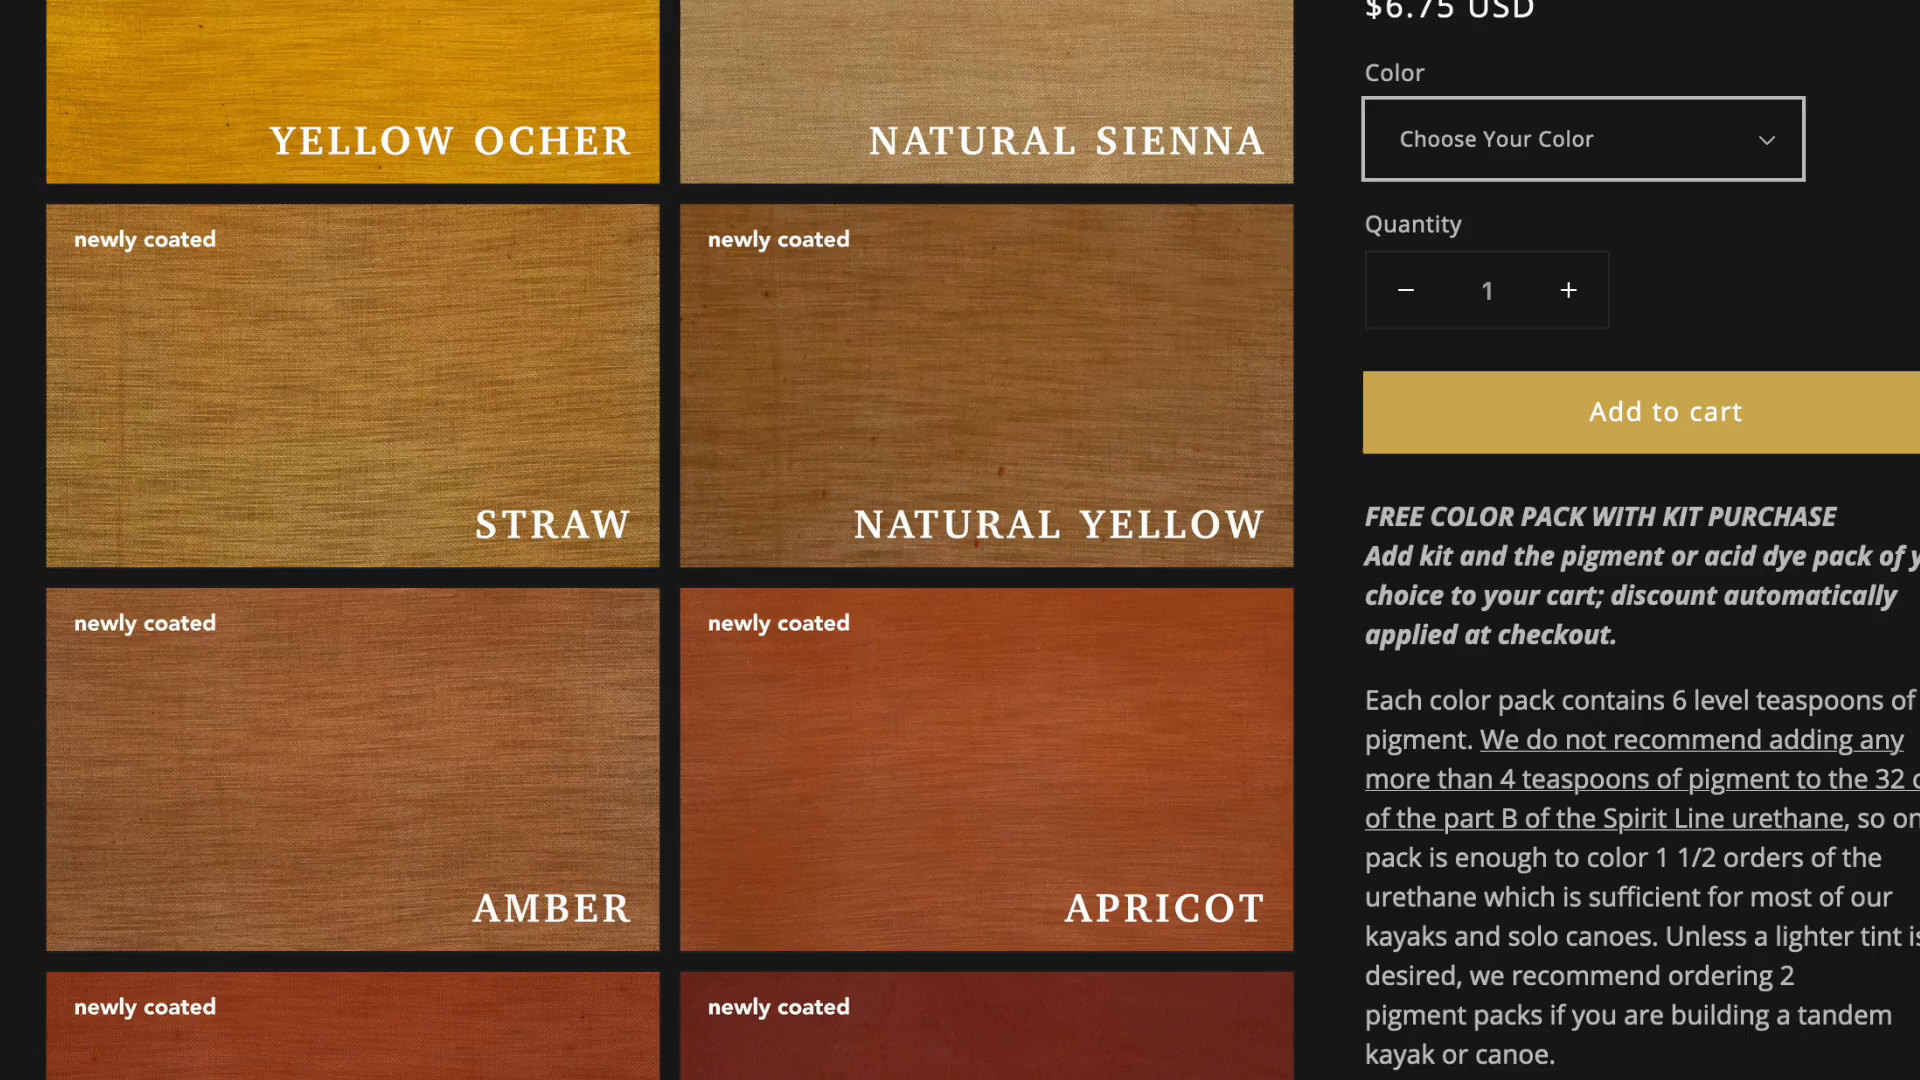 YELLOW OCHER
NATURAL SIENNA
newly coated
STRAW
newly coated
NATURAL YELLOW
newly coated
AMBER
newly coated
APRICOT
newly coated
newly coated
$6.75 USD
Color
Choose Your Color
Quantity
− 1 +
Add to cart
FREE COLOR PACK WITH KIT PURCHASE
Add kit and the pigment or acid dye pack of
choice to your cart; discount automatically
applied at checkout.
Each color pack contains 6 level teaspoons of
pigment. We do not recommend adding any
more than 4 teaspoons of pigment to the 32
of the part B of the Spirit Line urethane, so
pack is enough to color 1 1/2 orders of the
urethane which is sufficient for most of our
kayaks and solo canoes. Unless a lighter tint
desired, we recommend ordering 2
pigment packs if you are building a tandem
kayak or canoe.